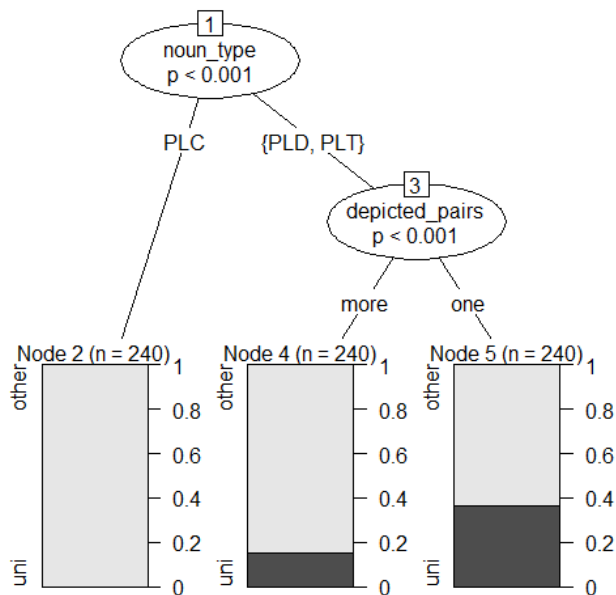 1
noun_type
p < 0.001
PLC
{PLD, PLT}
3
depicted_pairs
p < 0.001
more
one
Node 2 (n = 240)
other
uni
1
0.8
0.6
0.4
0.2
0
Node 4 (n = 240)
other
uni
1
0.8
0.6
0.4
0.2
0
Node 5 (n = 240)
other
uni
1
0.8
0.6
0.4
0.2
0